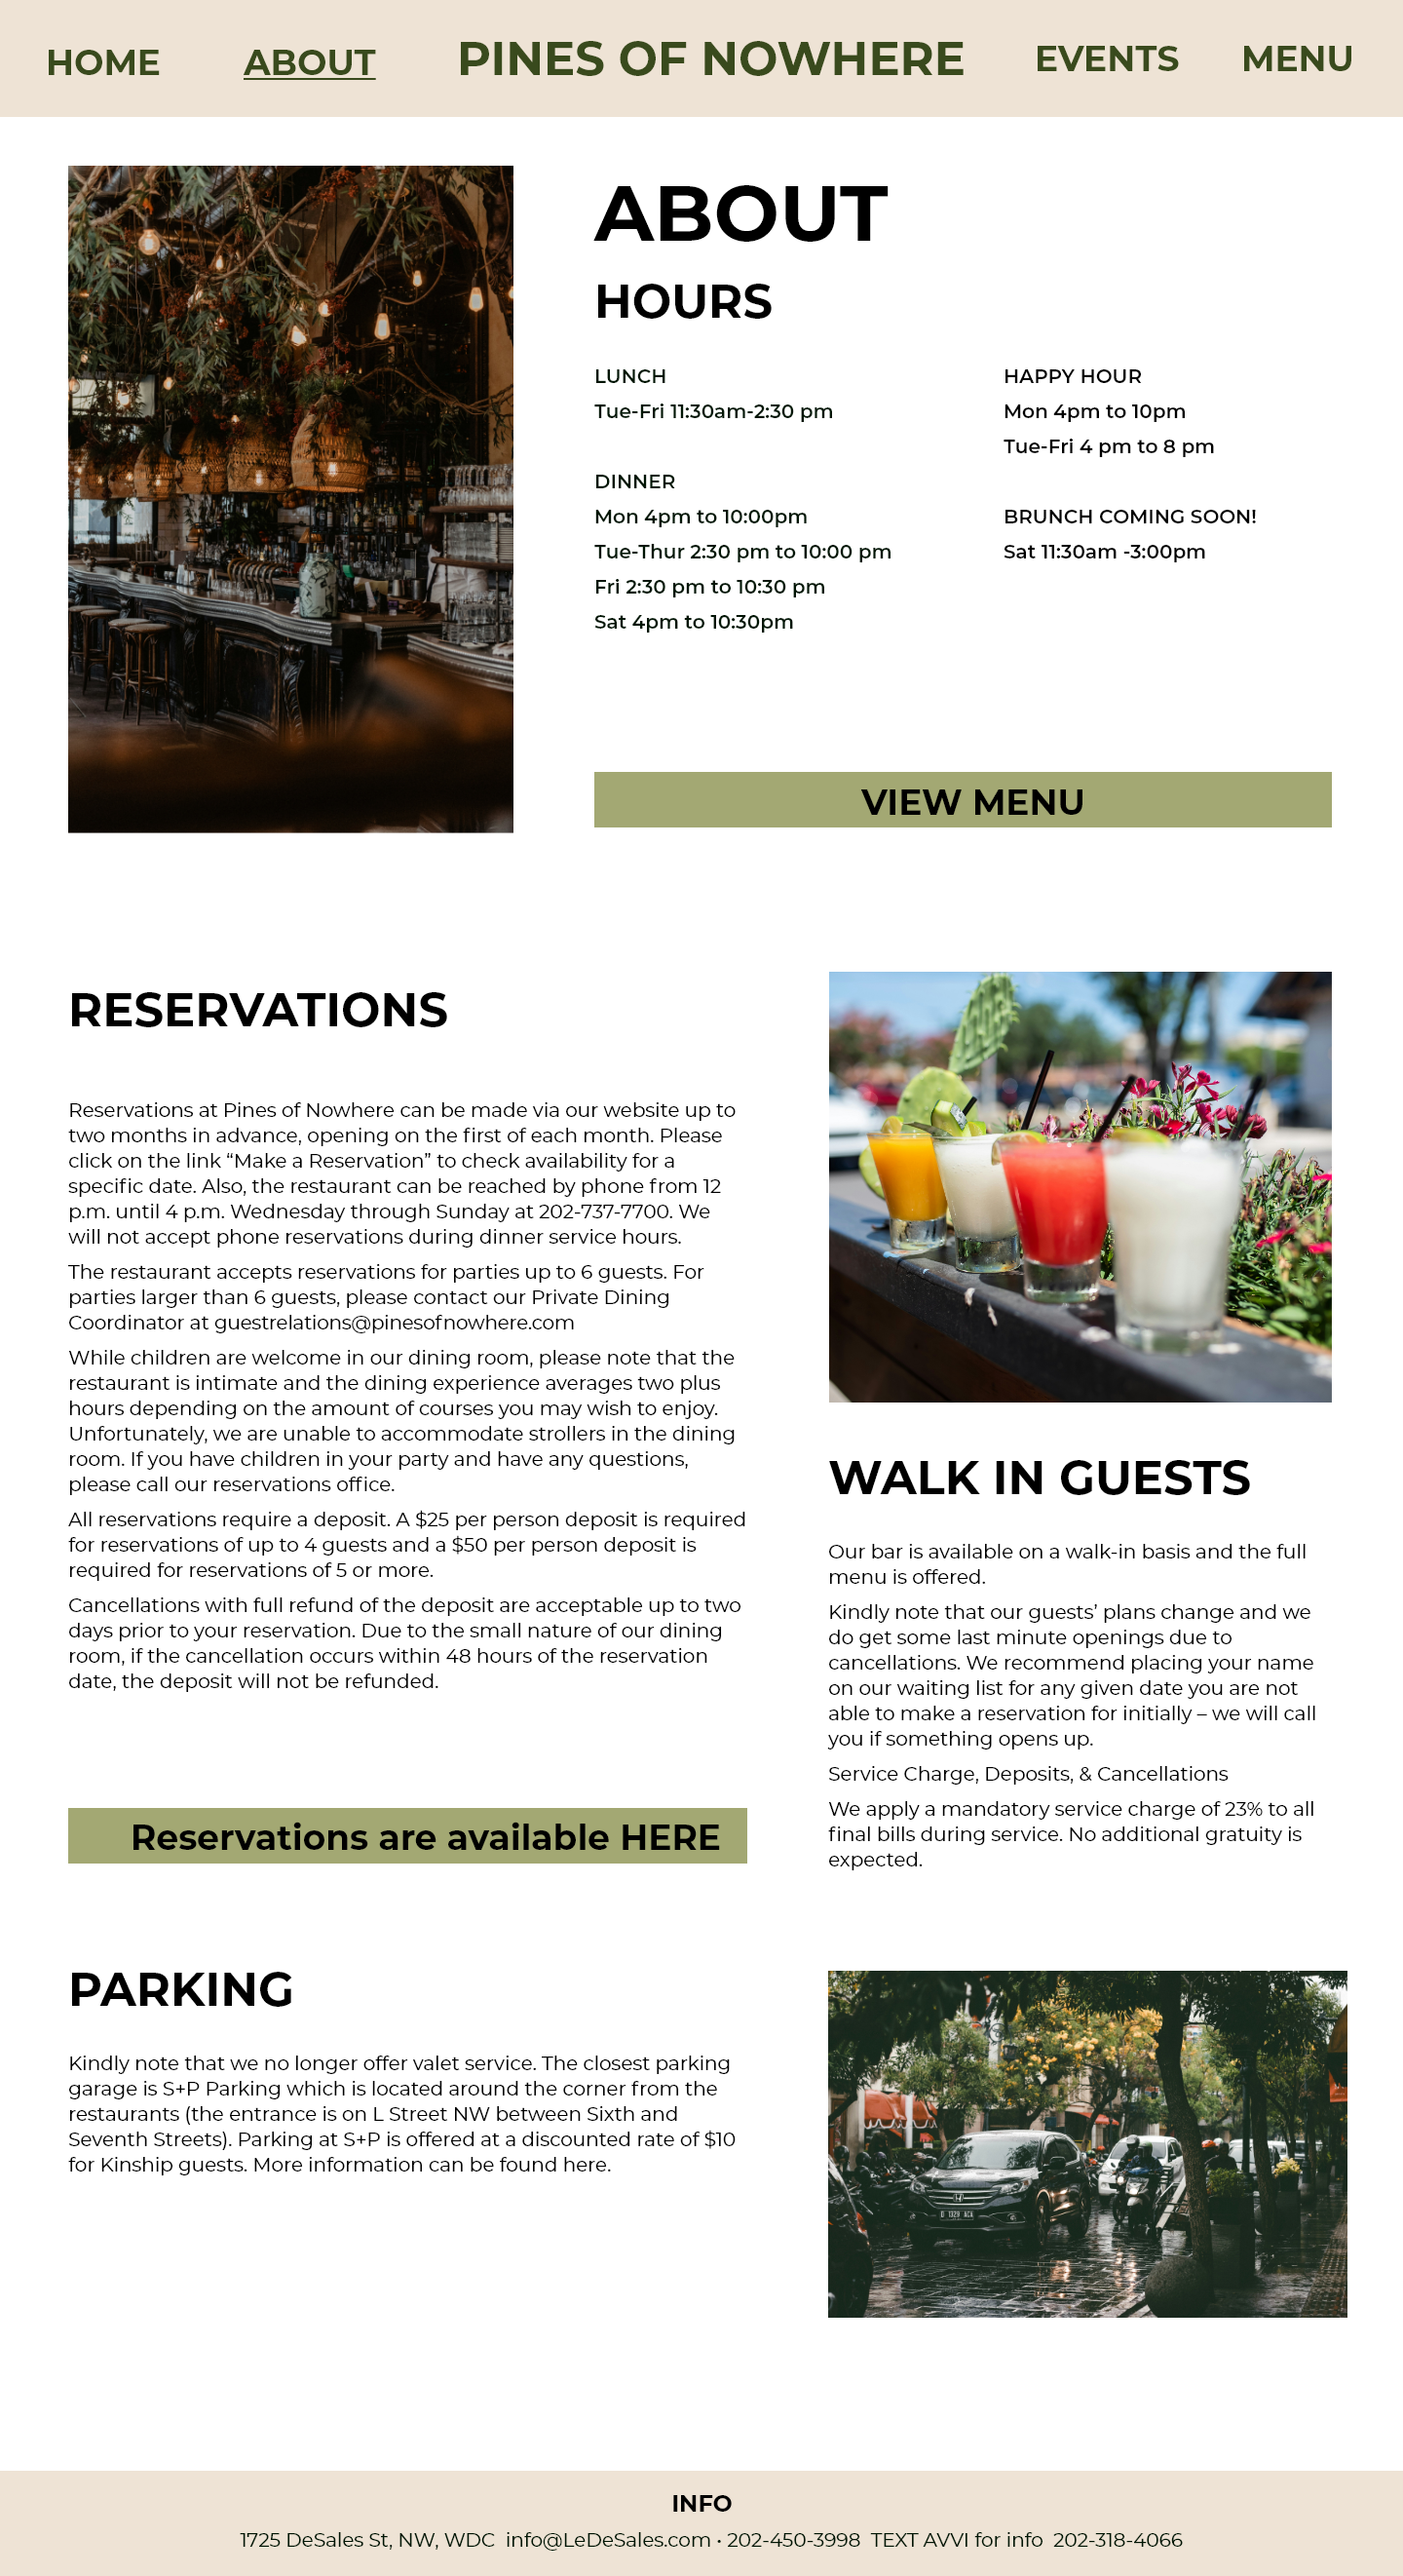 HOME ABOUT PINES OF NOWHERE EVENTS MENU
ABOUT
HOURS
LUNCH
Tue-Fri 11:30am-2:30 pm
DINNER
Mon 4pm to 10:00pm
Tue-Thur 2:30 pm to 10:00 pm
Fri 2:30 pm to 10:30 pm
Sat 4pm to 10:30pm
HAPPY HOUR
Mon 4pm to 10pm
Tue-Fri 4 pm to 8 pm
BRUNCH COMING SOON!
Sat 11:30am -3:00pm
VIEW MENU
RESERVATIONS
Reservations at Pines of Nowhere can be made via our website up to
two months in advance, opening on the first of each month. Please
click on the link “Make a Reservation” to check availability for a
specific date. Also, the restaurant can be reached by phone from 12
p.m. until 4 p.m. Wednesday through Sunday at 202-737-7700. We
will not accept phone reservations during dinner service hours.
The restaurant accepts reservations for parties up to 6 guests. For
parties larger than 6 guests, please contact our Private Dining
Coordinator at guestrelations@pinesofnowhere.com
While children are welcome in our dining room, please note that the
restaurant is intimate and the dining experience averages two plus
hours depending on the amount of courses you may wish to enjoy.
Unfortunately, we are unable to accommodate strollers in the dining
room. If you have children in your party and have any questions,
please call our reservations office.
All reservations require a deposit. A $25 per person deposit is required
for reservations of up to 4 guests and a $50 per person deposit is
required for reservations of 5 or more.
Cancellations with full refund of the deposit are acceptable up to two
days prior to your reservation. Due to the small nature of our dining
room, if the cancellation occurs within 48 hours of the reservation
date, the deposit will not be refunded.
Reservations are available HERE
WALK IN GUESTS
Our bar is available on a walk-in basis and the full
menu is offered.
Kindly note that our guests’ plans change and we
do get some last minute openings due to
cancellations. We recommend placing your name
on our waiting list for any given date you are not
able to make a reservation for initially – we will call
you if something opens up.
Service Charge, Deposits, & Cancellations
We apply a mandatory service charge of 23% to all
final bills during service. No additional gratuity is
expected.
PARKING
Kindly note that we no longer offer valet service. The closest parking
garage is S+P Parking which is located around the corner from the
restaurants (the entrance is on L Street NW between Sixth and
Seventh Streets). Parking at S+P is offered at a discounted rate of $10
for Kinship guests. More information can be found here.
D 1329 ACA
INFO
1725 DeSales St, NW, WDC info@LeDeSales.com • 202-450-3998 TEXT AVVI for info 202-318-4066